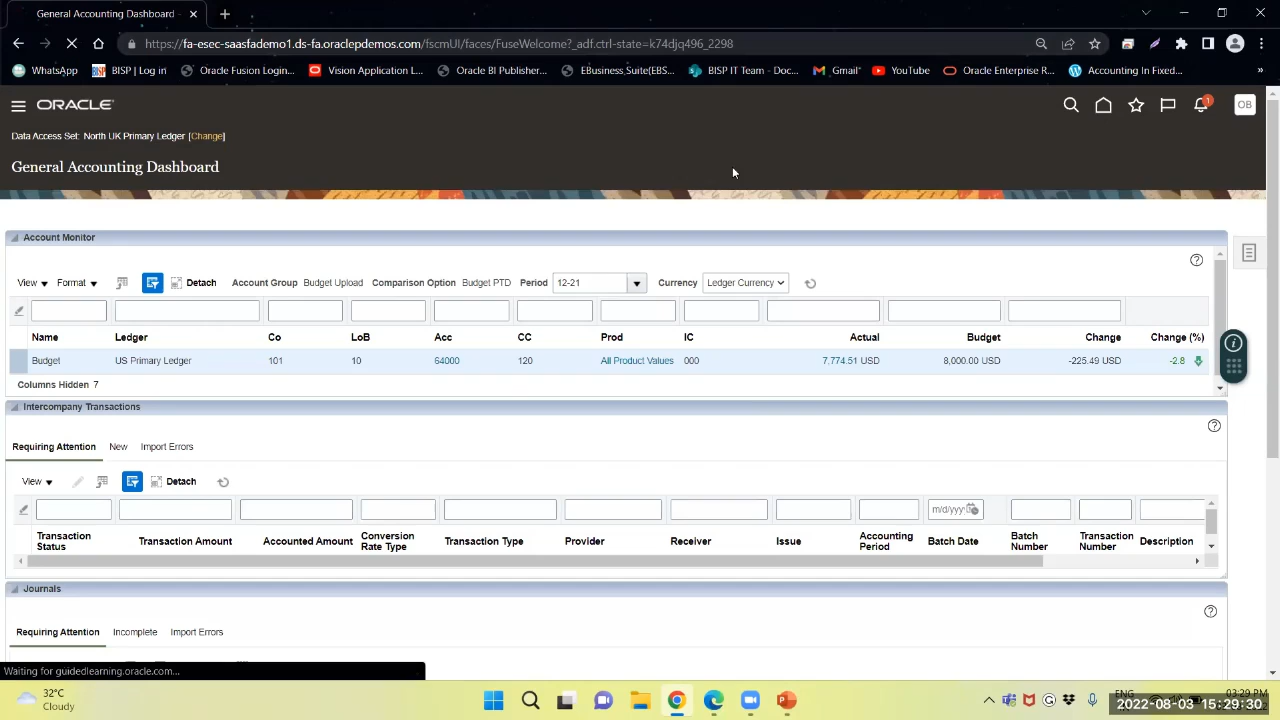 General Accounting Dashboard -
https://fa-esec-saasfademo1.ds-fa.oraclepdemos.com/fscmUI/faces/FuseWelcome?_adf.ctrl-state=k74djq496_2298
WhatsApp BISP | Log in Oracle Fusion Login... Vision Application L... Oracle BI Publisher... EBusiness Suite(EBS... BISP IT Team - Doc... Gmail YouTube Oracle Enterprise R... Accounting In Fixed... »
ORACLE 1 OB
Data Access Set: North UK Primary Ledger [Change]
General Accounting Dashboard
Account Monitor
View Format Detach Account Group Budget Upload Comparison Option Budget PTD Period 12-21 Currency Ledger Currency
Name Ledger Co LoB Acc CC Prod IC Actual Budget Change Change (%)
Budget US Primary Ledger 101 10 64000 120 All Product Values 000 7,774.51 USD 8,000.00 USD -225.49 USD -2.8
Columns Hidden 7
Intercompany Transactions
Requiring Attention New Import Errors
View Detach
m/d/yyy
Transaction Status Transaction Amount Accounted Amount Conversion Rate Type Transaction Type Provider Receiver Issue Accounting Period Batch Date Batch Number Transaction Number Description
Journals
Requiring Attention Incomplete Import Errors
Waiting for guidedlearning.oracle.com...
32°C
Cloudy
ENG 03:29 PM
2022-08-03 15:29:30